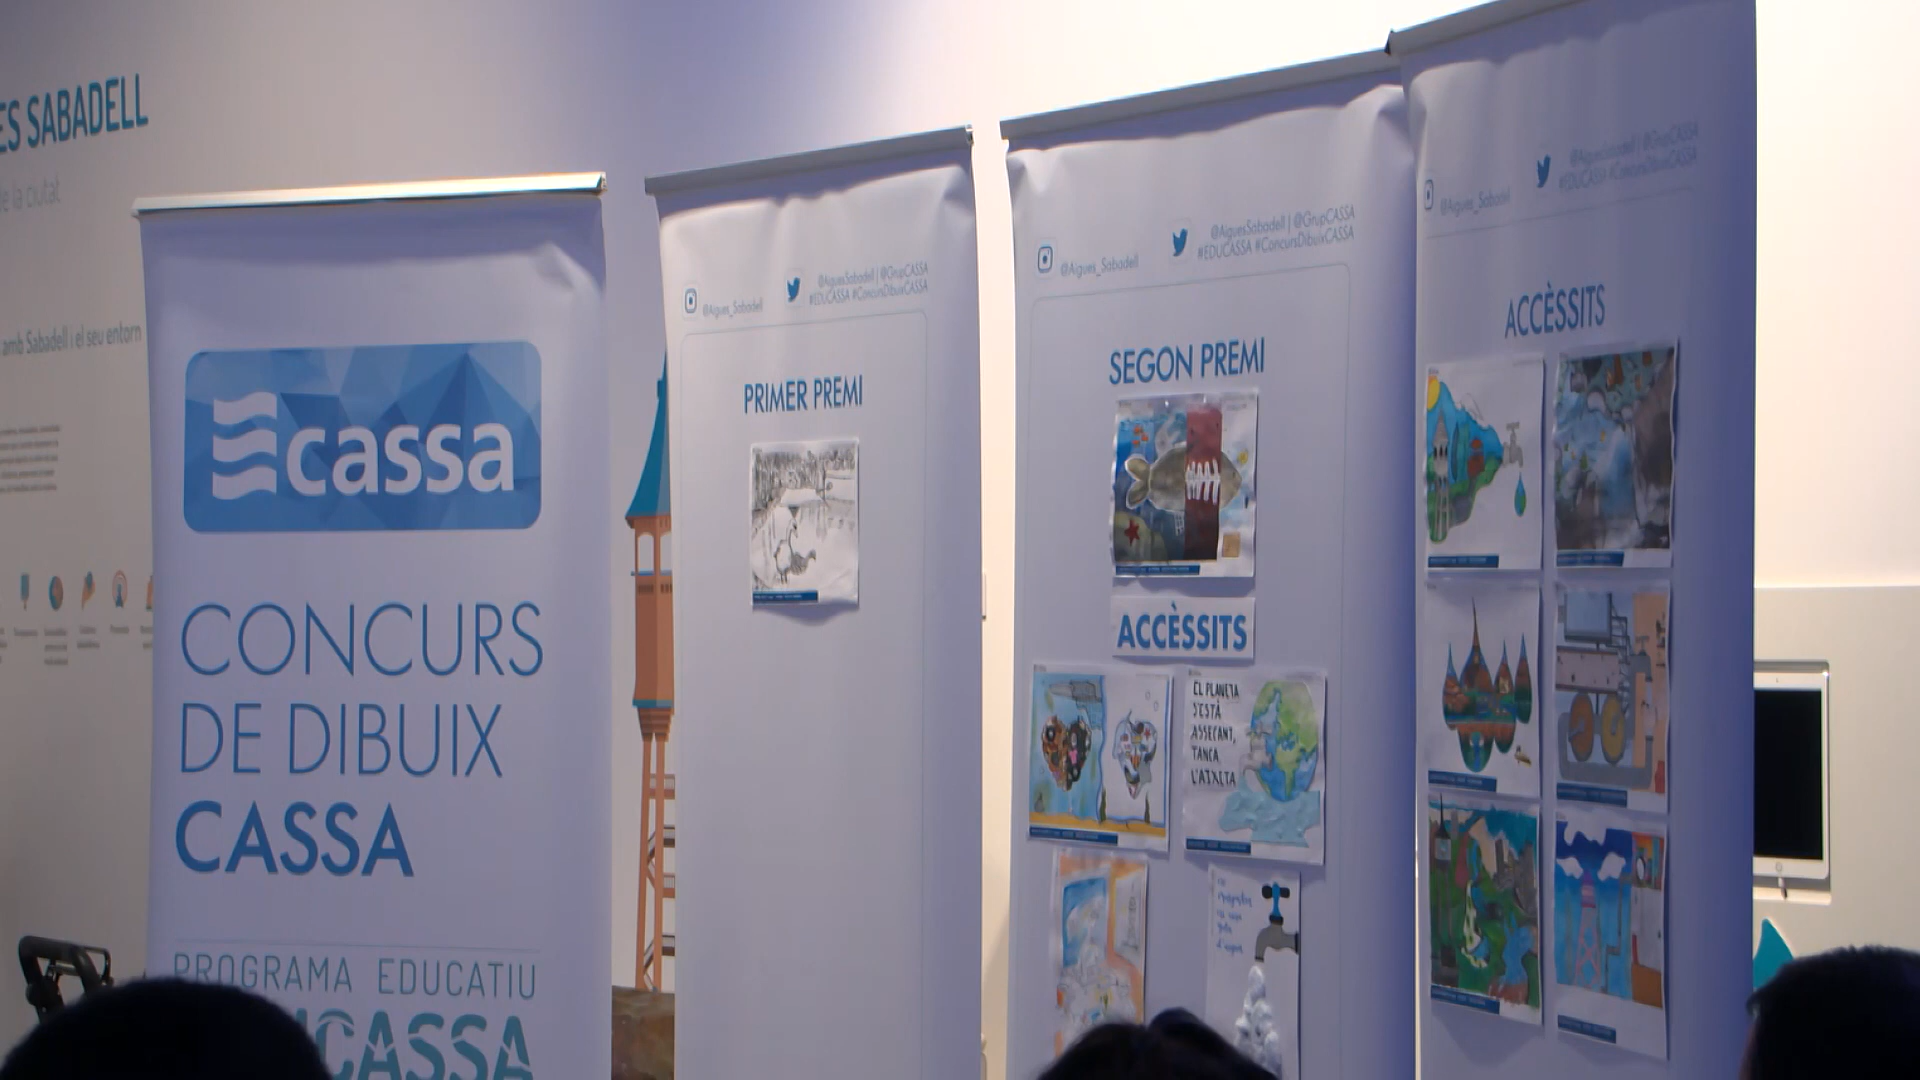 ES SABADELL
de la ciutat
amb Sabadell i el seu entorn
cassa
CONCURS
DE DIBUIX
CASSA
PROGRAMA EDUCATIU
CASSA
@Aigues_Sabadell
@AiguesSabadell | @GrupCASSA
#EDUCASSA #ConcursDibuixCASSA
PRIMER PREMI
@Aigues_Sabadell
@AiguesSabadell | @GrupCASSA
#EDUCASSA #ConcursDibuixCASSA
SEGON PREMI
ACCÈSSITS
EL PLANETA
S'ESTÀ
ASSECANT,
TANCA
L'AIXETA
@Aigues_Sabadell
@AiguesSabadell | @GrupCASSA
#EDUCASSA #ConcursDibuixCASSA
ACCÈSSITS